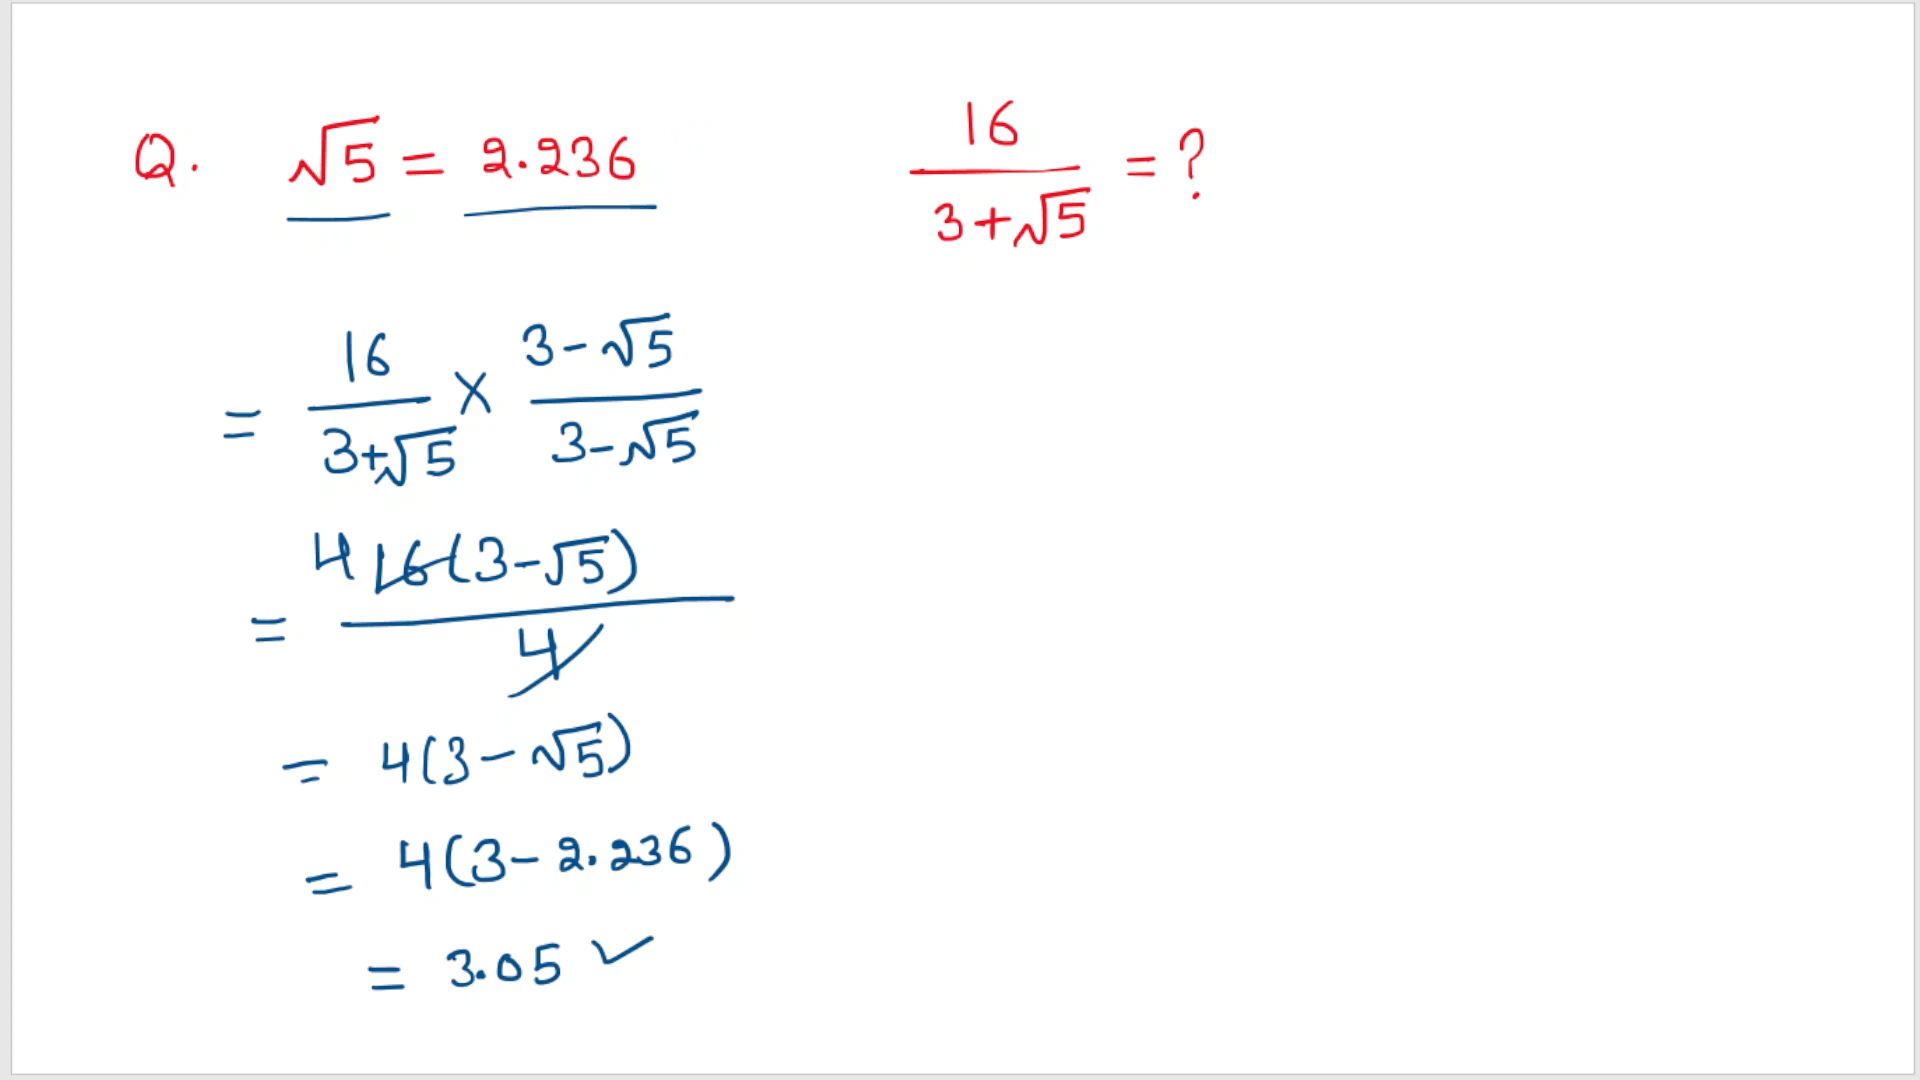 Q. √5 = 2.236    16/(3+√5) = ?
= 16/(3+√5) × (3-√5)/(3-√5)
= 4 16(3-√5)/4
= 4(3-√5)
= 4(3-2.236)
= 3.05 ✓